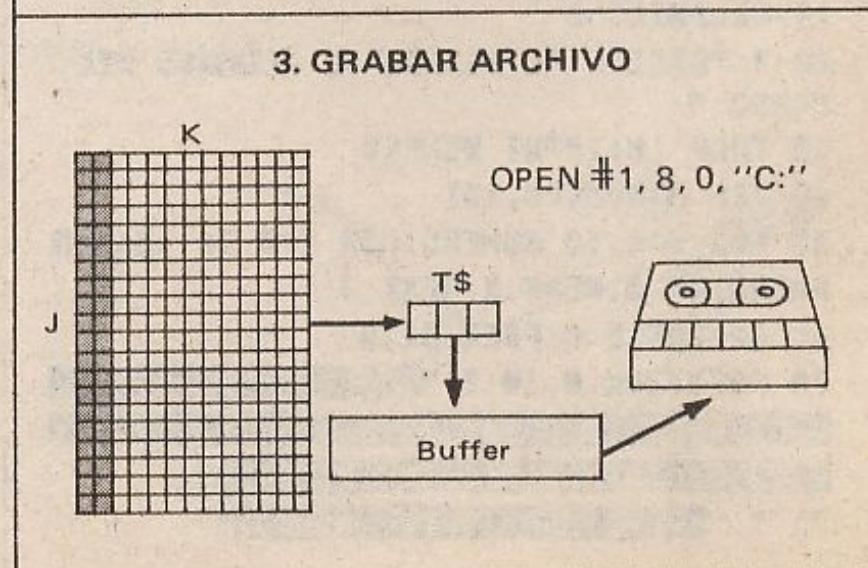 3. GRABAR ARCHIVO
K
OPEN #1, 8, 0, "C:"
T$
J
Buffer